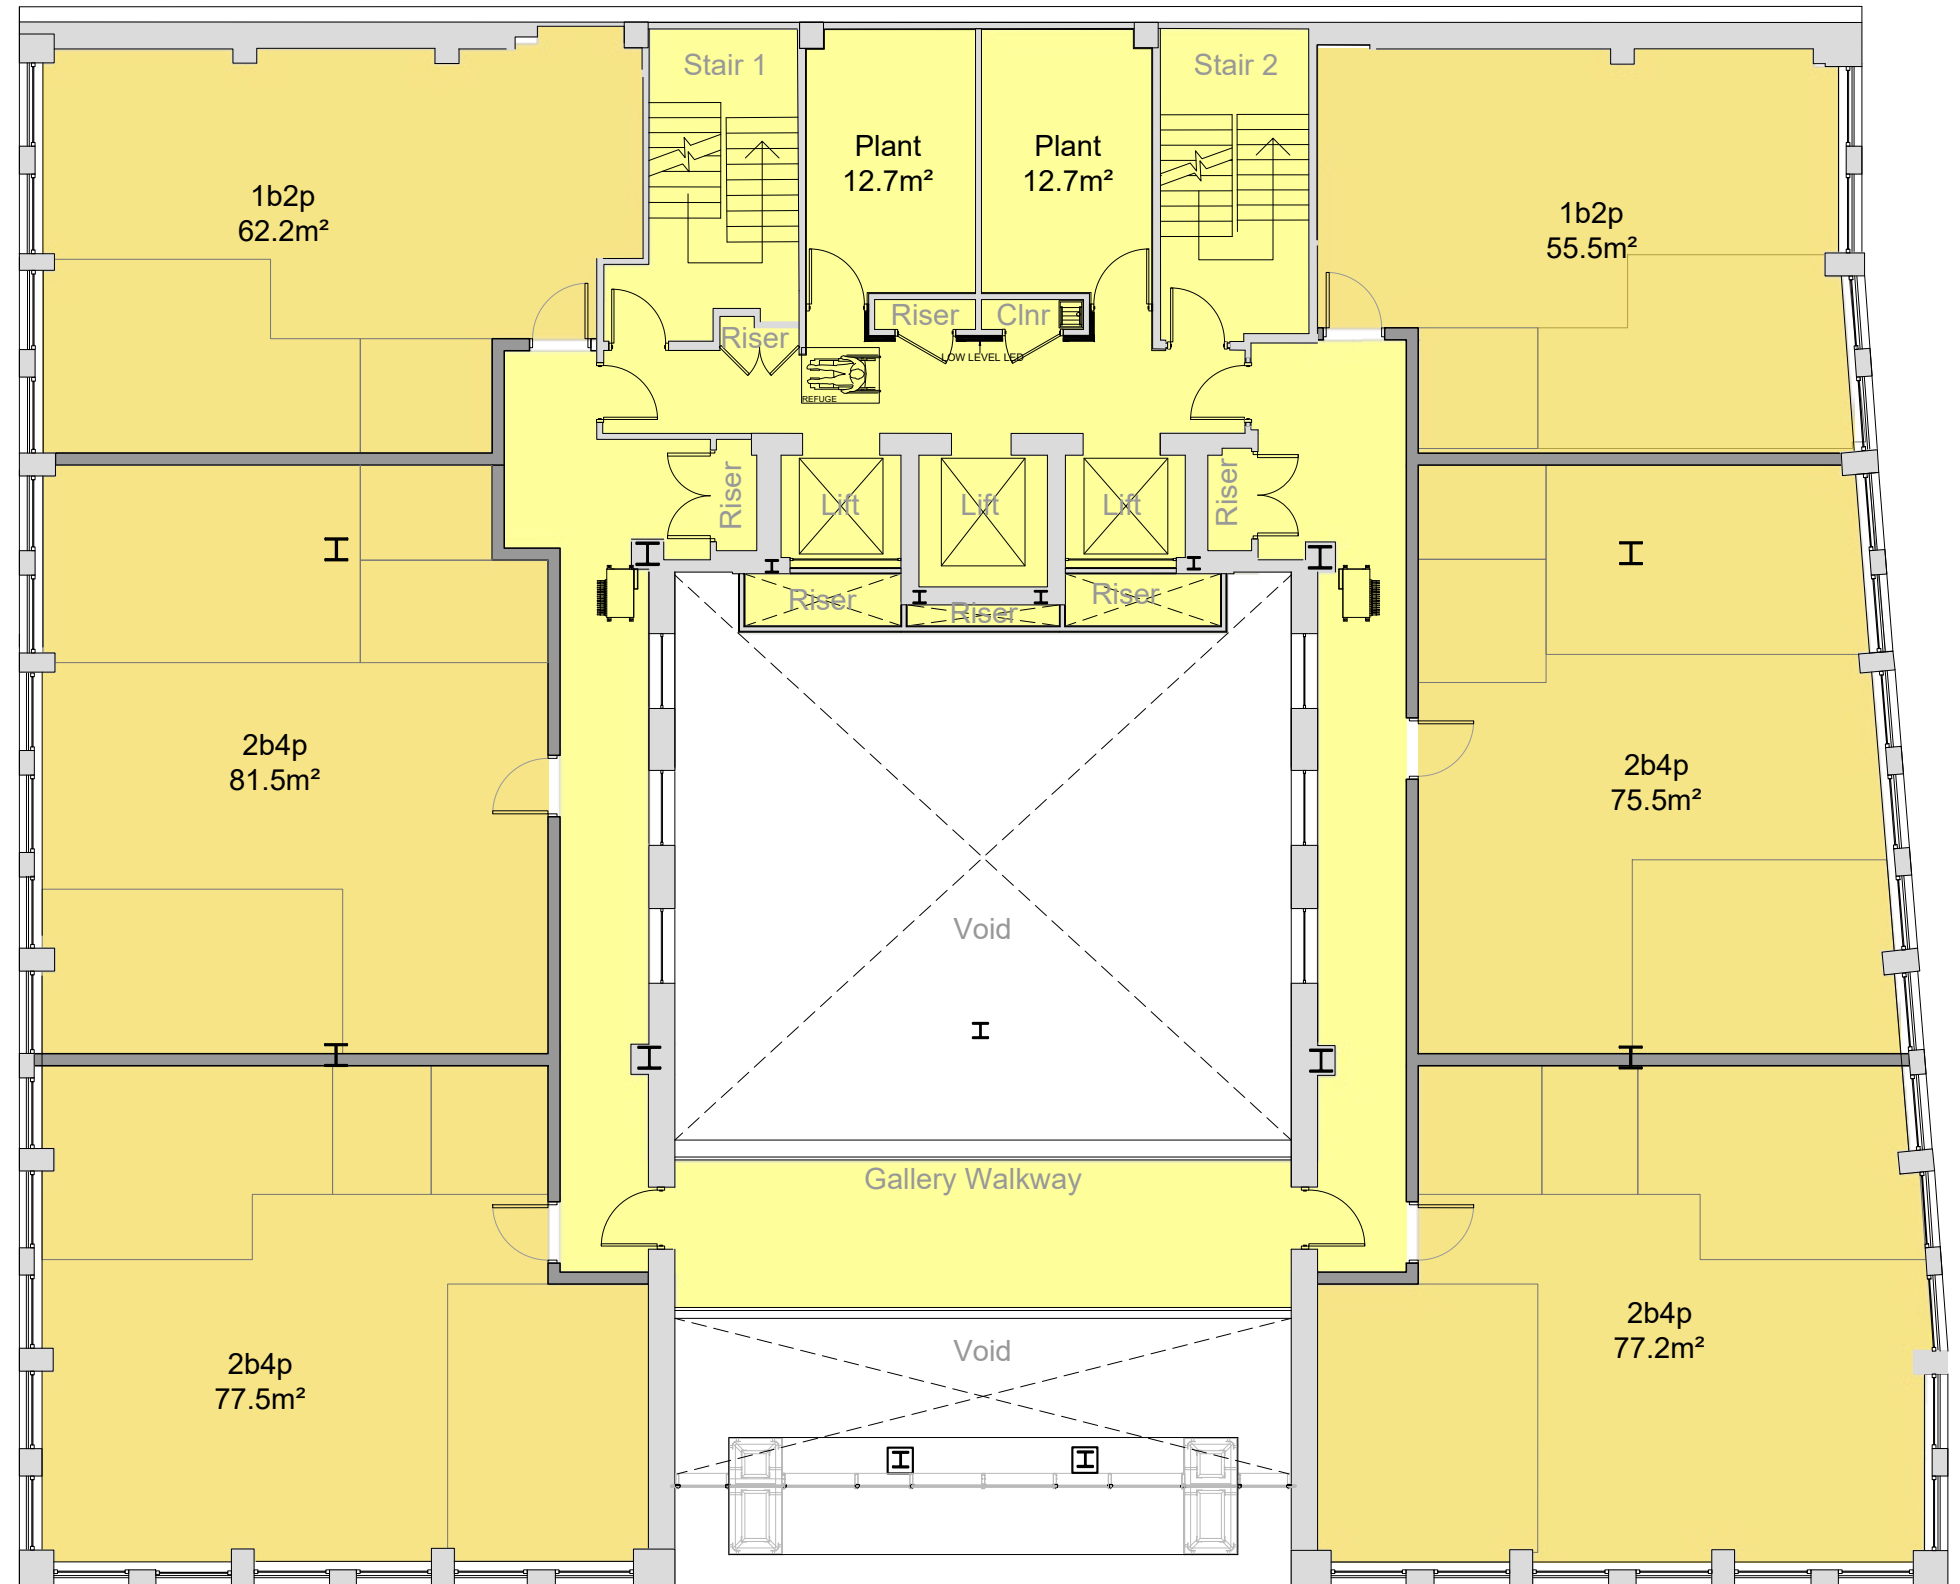 Stair 1
Stair 2
Plant
12.7m²
Plant
12.7m²
1b2p
62.2m²
1b2p
55.5m²
Riser
Clnr
Riser
LOW LEVEL LED
REFUGE
Riser
Lift
Lift
Lift
Riser
Riser
Riser
Riser
2b4p
81.5m²
2b4p
75.5m²
Void
Gallery Walkway
2b4p
77.2m²
Void
2b4p
77.5m²